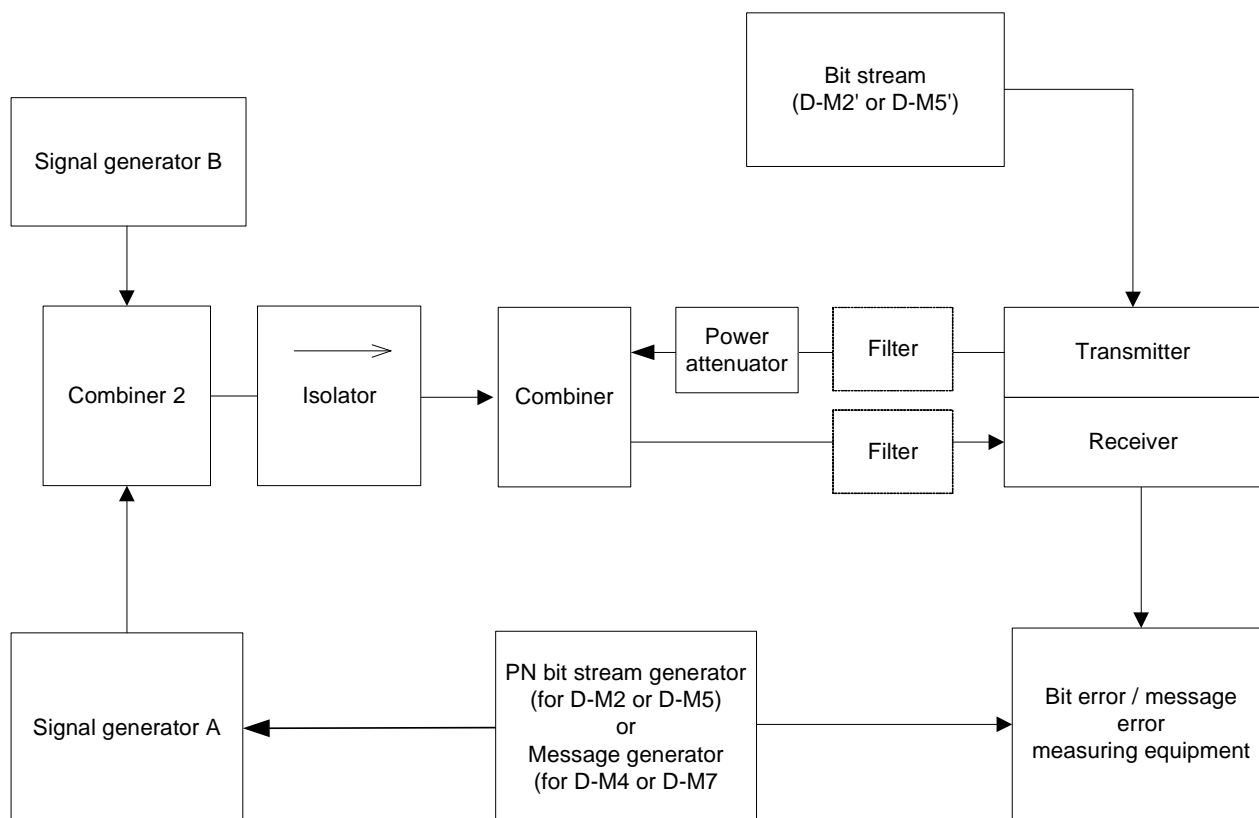 Bit stream
(D-M2' or D-M5')
Signal generator B
Combiner 2
Isolator
Combiner
Power
attenuator
Filter
Transmitter
Filter
Receiver
Signal generator A
PN bit stream generator
(for D-M2 or D-M5)
or
Message generator
(for D-M4 or D-M7
Bit error / message
error
measuring equipment